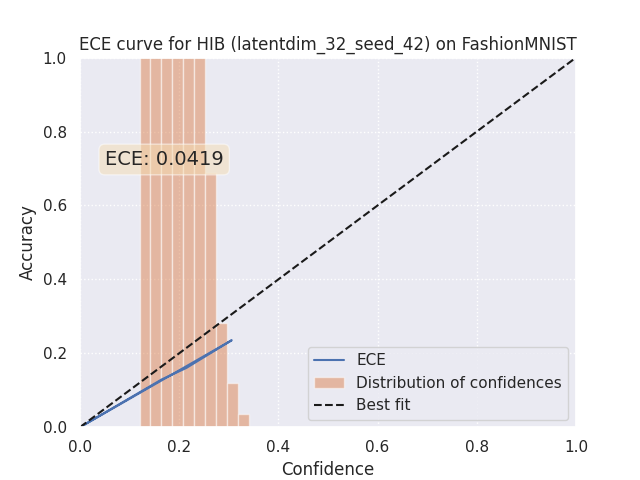 ECE curve for HIB (latentdim_32_seed_42) on FashionMNIST
1.0
0.8
0.6
0.4
0.2
0.0
Accuracy
ECE: 0.0419
ECE
Distribution of confidences
Best fit
0.0 0.2 0.4 0.6 0.8 1.0
Confidence